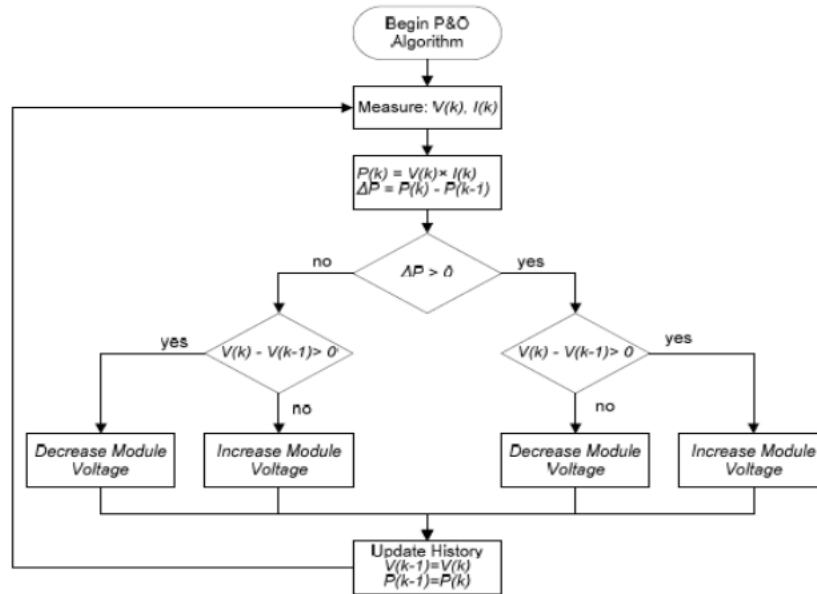 Begin P&O
Algorithm
Measure: V(k), I(k)
P(k) = V(k)× I(k)
ΔP = P(k) - P(k-1)
ΔP > 0
no
yes
V(k) - V(k-1)> 0
yes
no
V(k) - V(k-1)> 0
yes
no
Decrease Module
Voltage
Increase Module
Voltage
Decrease Module
Voltage
Increase Module
Voltage
Update History
V(k-1)=V(k)
P(k-1)=P(k)